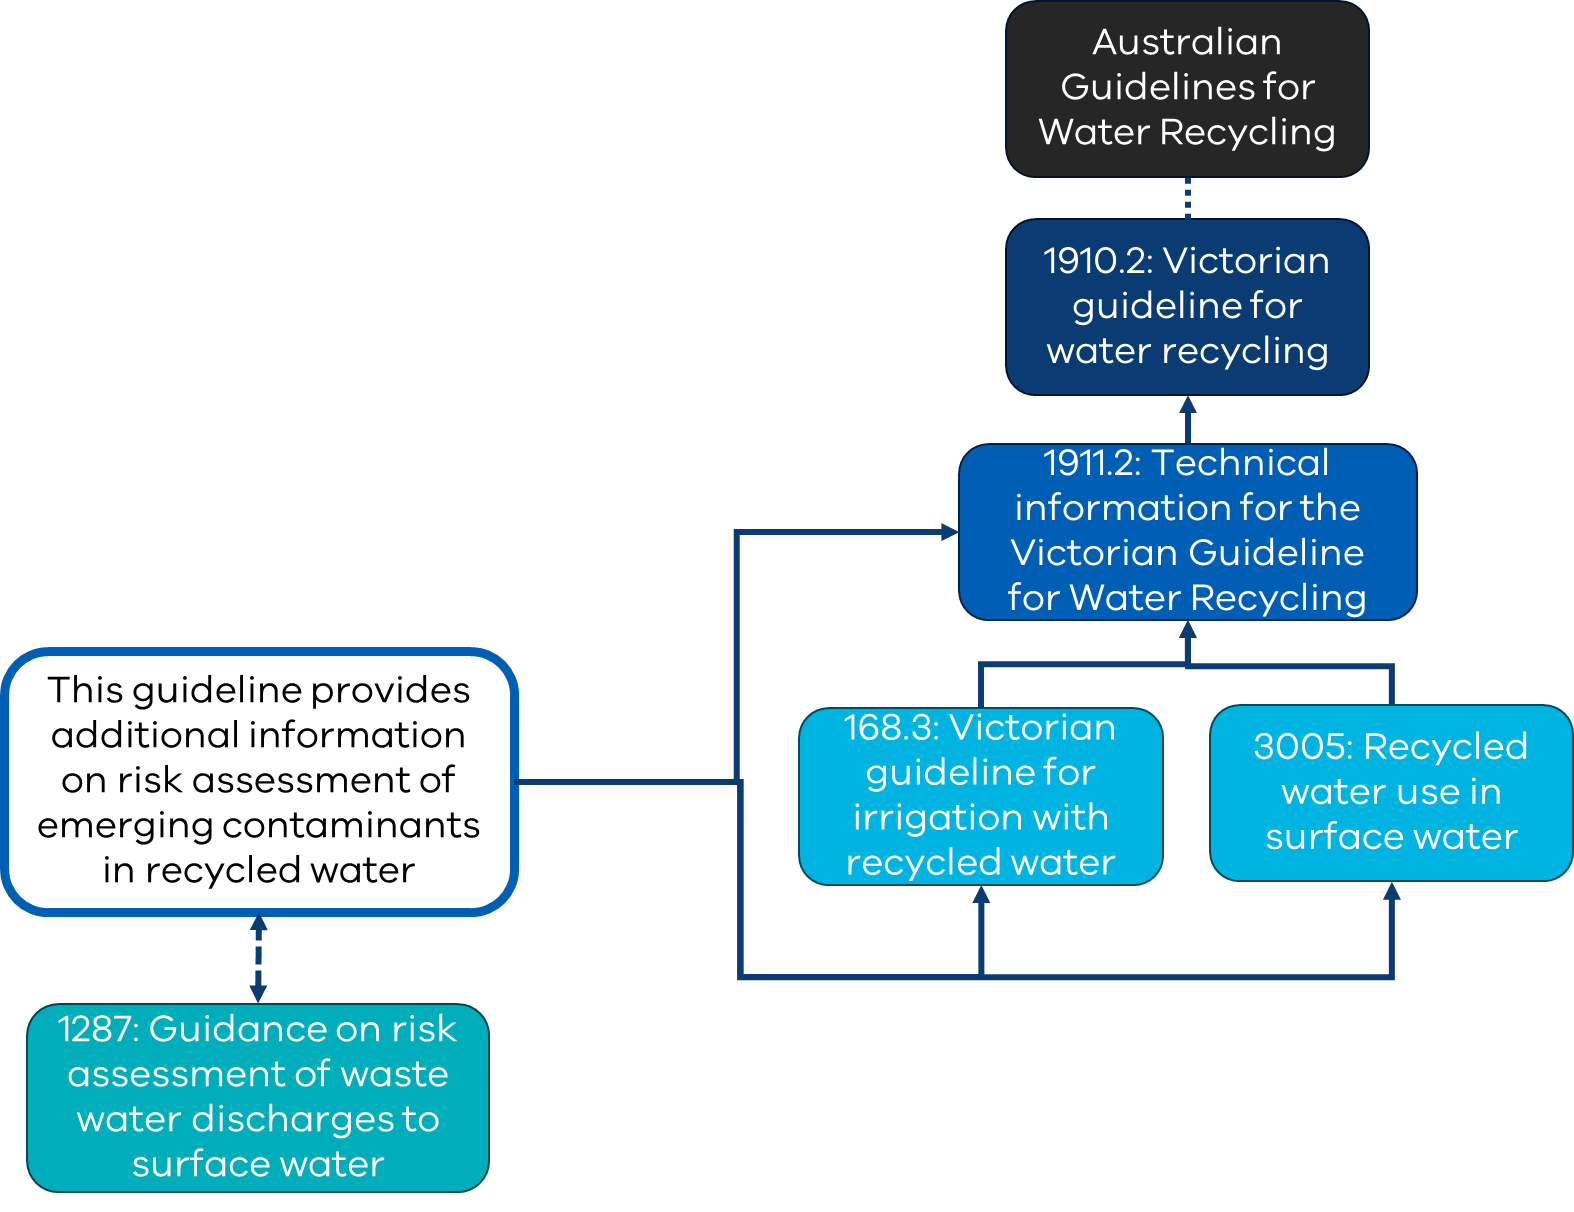 Australian
Guidelines for
Water Recycling
1910.2: Victorian
guideline for
water recycling
1911.2: Technical
information for the
Victorian Guideline
for Water Recycling
This guideline provides
additional information
on risk assessment of
emerging contaminants
in recycled water
168.3: Victorian
guideline for
irrigation with
recycled water
3005: Recycled
water use in
surface water
1287: Guidance on risk
assessment of waste
water discharges to
surface water